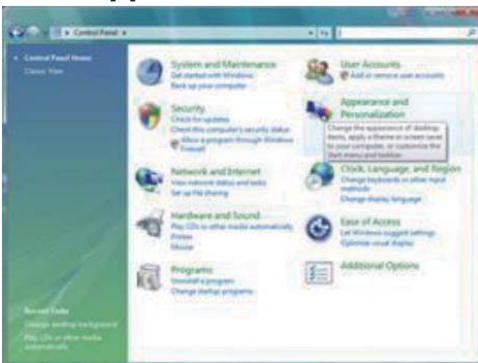 Control Panel
Control Panel Home
Classic View
System and Maintenance
Get started with Windows
Back up your computer
Security
Check for updates
Check this computer's security status
Allow a program through Windows
Firewall
Network and Internet
View network status and tasks
Set up file sharing
Hardware and Sound
Play CDs or other media automatically
Printer
Mouse
Programs
Uninstall a program
Change startup programs
User Accounts
Add or remove user accounts
Appearance and
Personalization
Change the appearance of desktop
items, apply a theme or screen saver
to your computer, or customize the
Start menu and taskbar.
Clock, Language, and Region
Change keyboards or other input
methods
Change display language
Ease of Access
Let Windows suggest settings
Optimize visual display
Additional Options
Recent Tasks
Change desktop background
Play CDs or other media
automatically